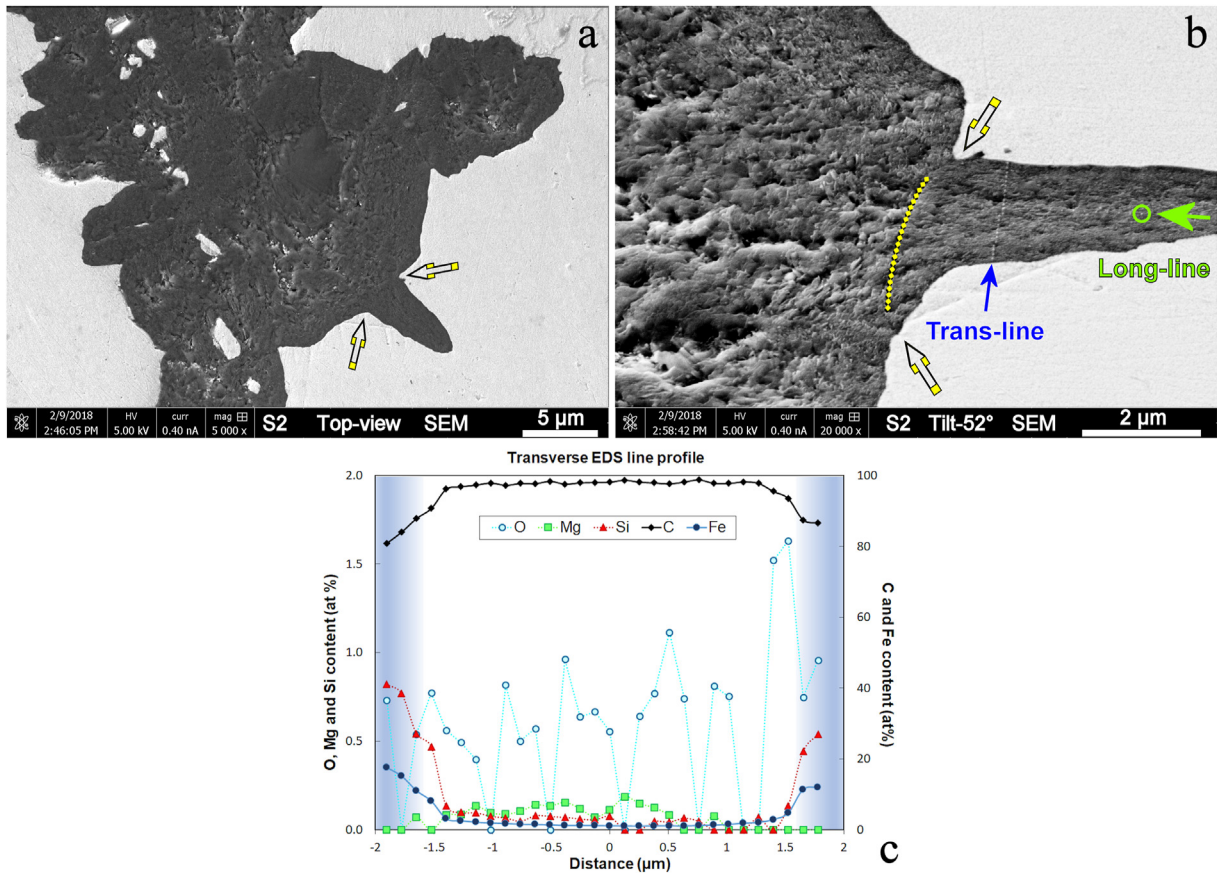 a
2/9/2018 HV curr mag S2 Top-view SEM 5 µm
2:46:05 PM 5.00 kV 0.40 nA 5 000 x
b
Long-line
Trans-line
2/9/2018 HV curr mag S2 Tilt-52° SEM 2 µm
2:58:42 PM 5.00 kV 0.40 nA 20 000 x
Transverse EDS line profile
O Mg Si C Fe
O, Mg and Si content (at %)
2.0
1.5
1.0
0.5
0.0
C and Fe content (at%)
100
80
60
40
20
0
-2 -1.5 -1 -0.5 0 0.5 1 1.5 2
Distance (µm)
c